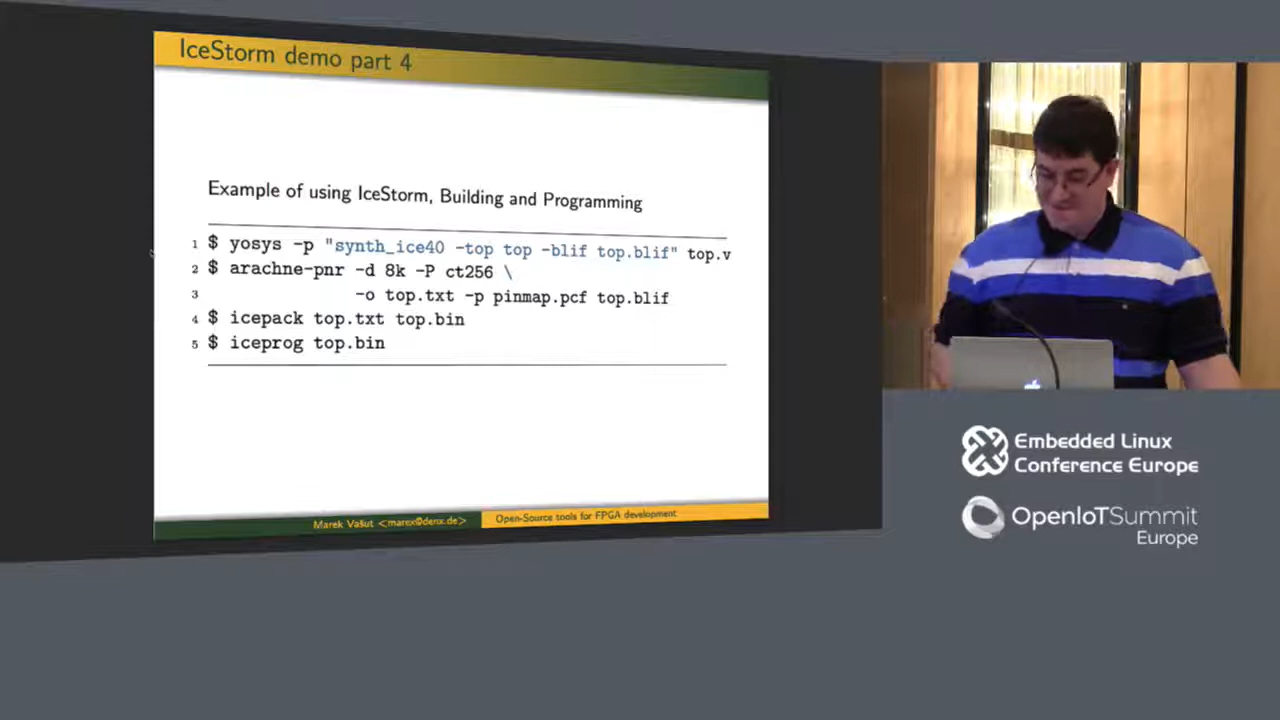 IceStorm demo part 4
Example of using IceStorm, Building and Programming
1 $ yosys -p "synth_ice40 -top top -blif top.blif" top.v
2 $ arachne-pnr -d 8k -P ct256 \
3 -o top.txt -p pinmap.pcf top.blif
4 $ icepack top.txt top.bin
5 $ iceprog top.bin
Marek Vašut <marex@denx.de>
Open-Source tools for FPGA development
Embedded Linux
Conference Europe
OpenIoTSummit
Europe